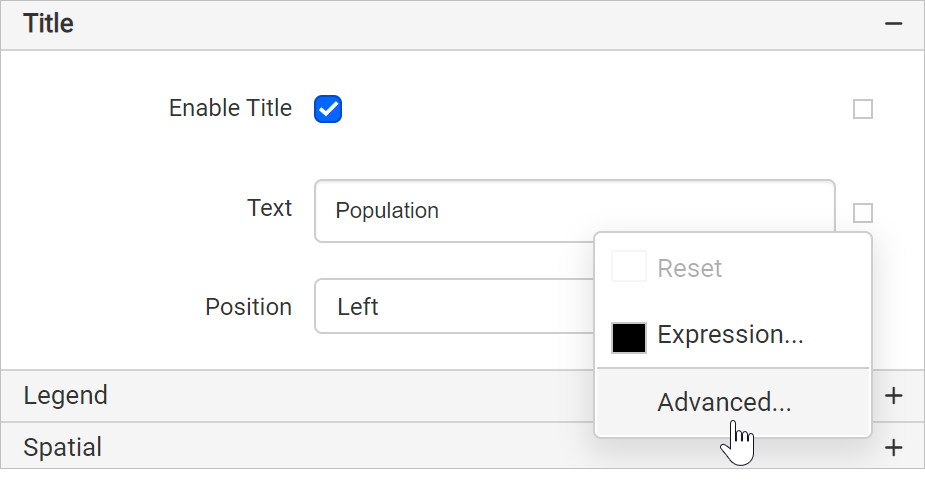 Title
Enable Title
Text Population
Reset
Position Left
Expression...
Legend
Advanced...
Spatial